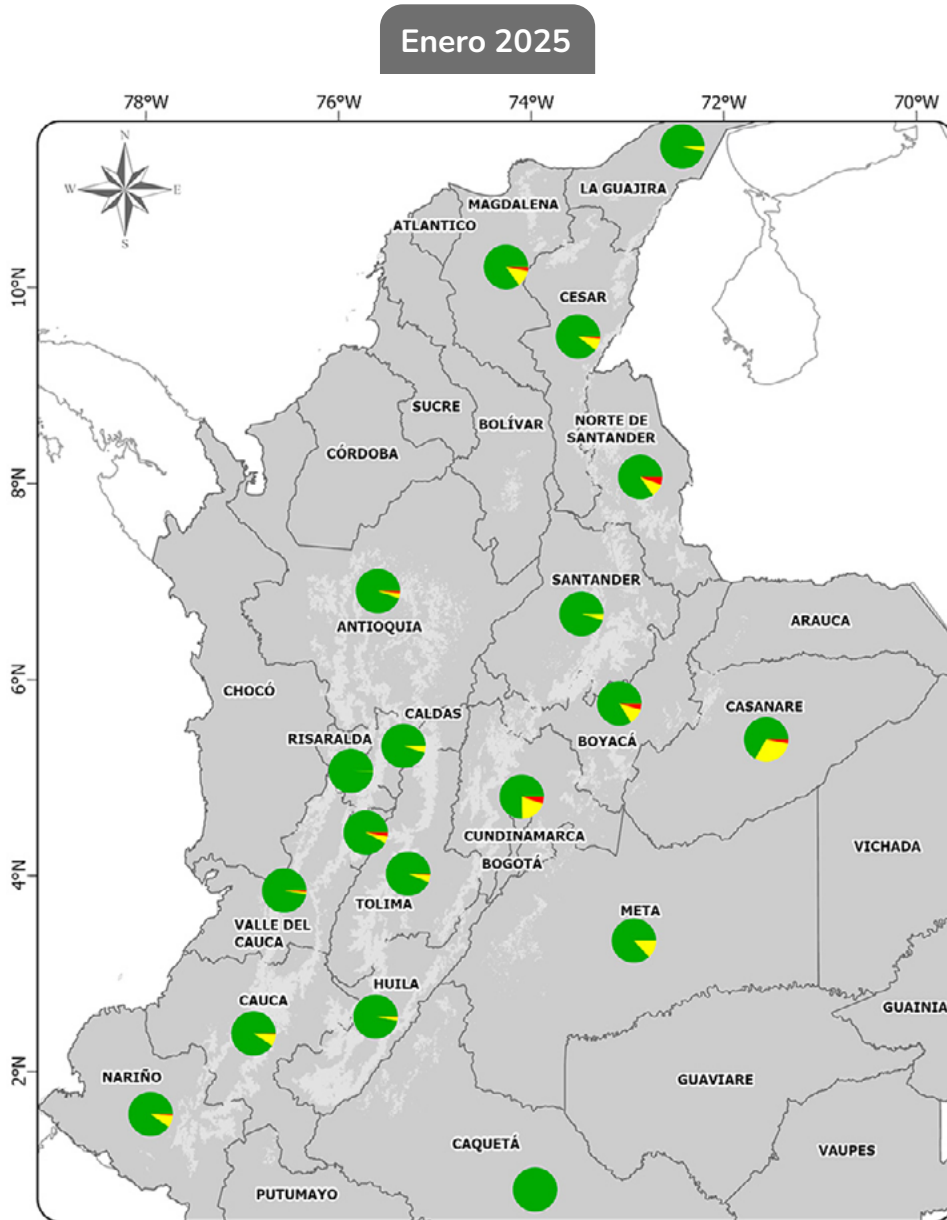 Enero 2025
78°W
76°W
74°W
72°W
70°W
N
W
E
S
LA GUAJIRA
MAGDALENA
ATLANTICO
10°N
CESAR
SUCRE
BOLÍVAR
NORTE DE
SANTANDER
CÓRDOBA
8°N
SANTANDER
ANTIOQUIA
ARAUCA
6°N
CHOCÓ
CALDAS
CASANARE
RISARALDA
BOYACÁ
CUNDINAMARCA
VICHADA
BOGOTÁ
4°N
TOLIMA
META
VALLE DEL
CAUCA
HUILA
CAUCA
GUAINIA
2°N
NARIÑO
GUAVIARE
CAQUETÁ
VAUPES
PUTUMAYO